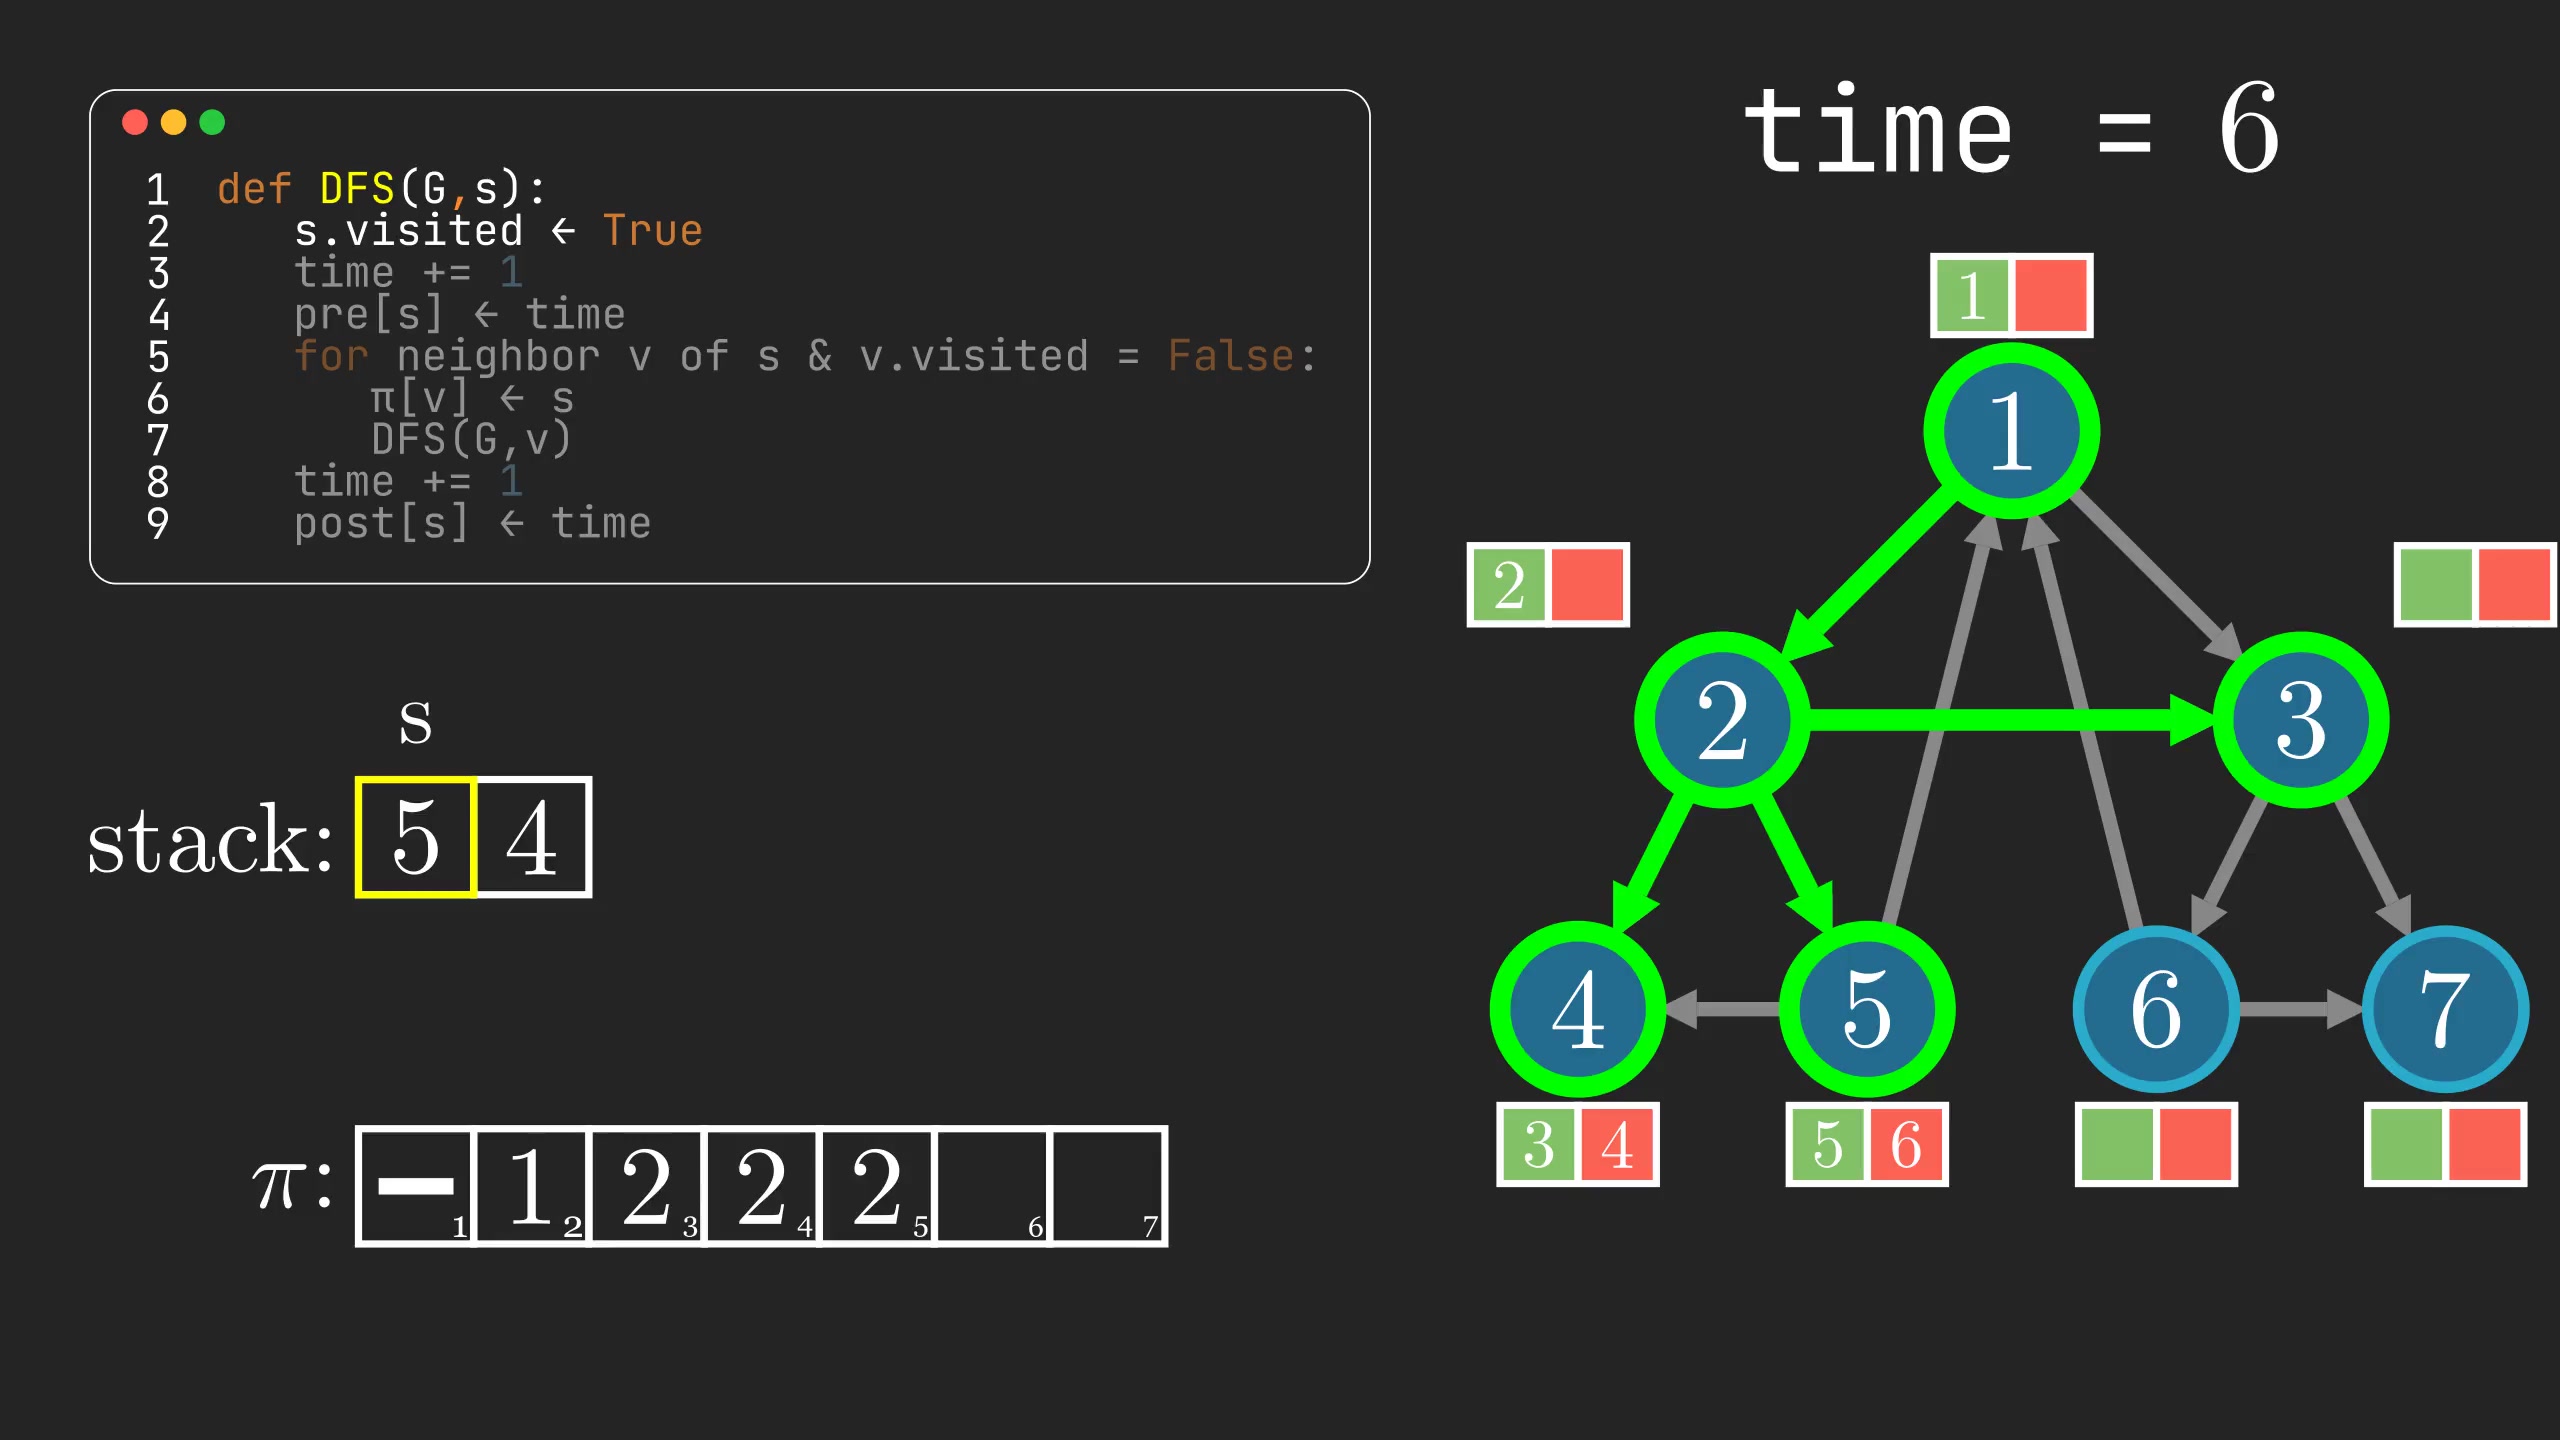 time = 6
1 def DFS(G,s):
2 s.visited ← True
3 time += 1
4 pre[s] ← time
5 for neighbor v of s & v.visited = False:
6 π[v] ← s
7 DFS(G,v)
8 time += 1
9 post[s] ← time
1
1
2
2
3
s
stack: 5 4
4
5
6
7
3 4
5 6
π: – 1 2 2 2
1 2 3 4 5 6 7